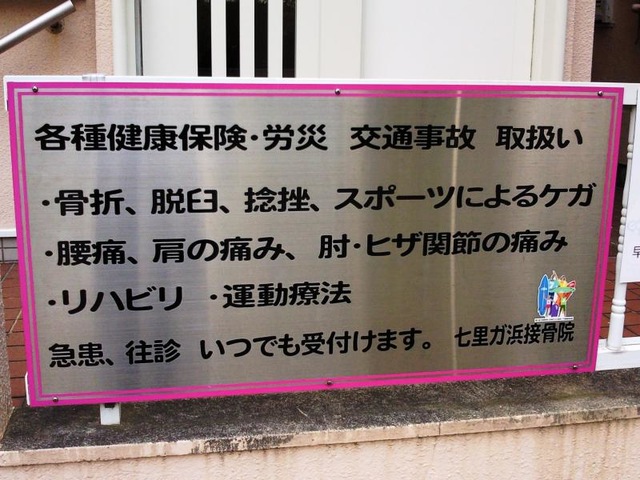 各種健康保険・労災 交通事故 取扱い
・骨折、脱臼、捻挫、スポーツによるケガ
・腰痛、肩の痛み、肘・ヒザ関節の痛み
・リハビリ ・運動療法
急患、往診 いつでも受付けます。 七里ガ浜接骨院
早